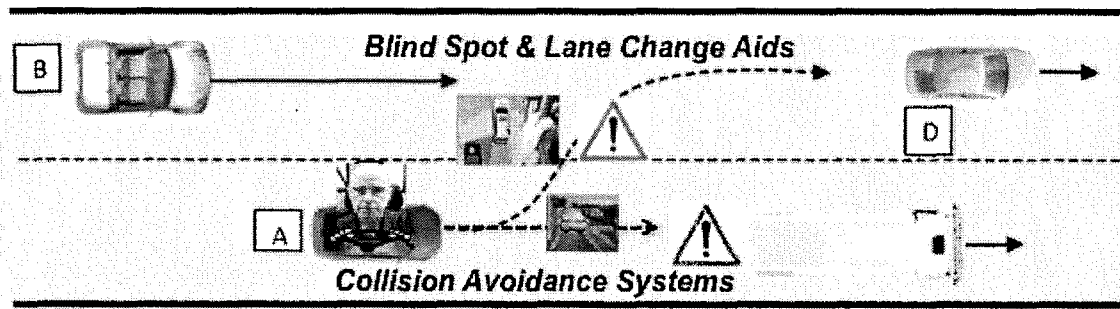 Blind Spot & Lane Change Aids
B
D
!
A
!
Collision Avoidance Systems